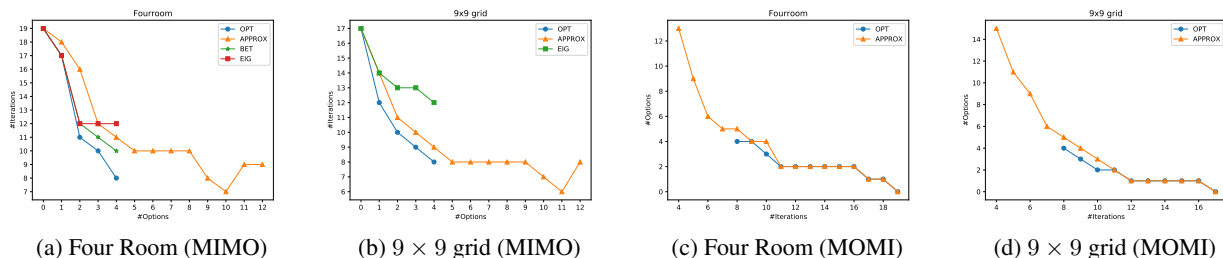 Fourroom
19
18
17
16
15
14
13
12
11
10
9
8
7
#Iterations
0 1 2 3 4 5 6 7 8 9 10 11 12
#Options
OPT
APPROX
BET
EIG
(a) Four Room (MIMO)
9x9 grid
17
16
15
14
13
12
11
10
9
8
7
6
#Iterations
0 1 2 3 4 5 6 7 8 9 10 11 12
#Options
OPT
APPROX
EIG
(b) 9 × 9 grid (MIMO)
Fourroom
12
10
8
6
4
2
0
#Options
4 6 8 10 12 14 16 18
#Iterations
OPT
APPROX
(c) Four Room (MOMI)
9x9 grid
14
12
10
8
6
4
2
0
#Options
4 6 8 10 12 14 16
#Iterations
OPT
APPROX
(d) 9 × 9 grid (MOMI)